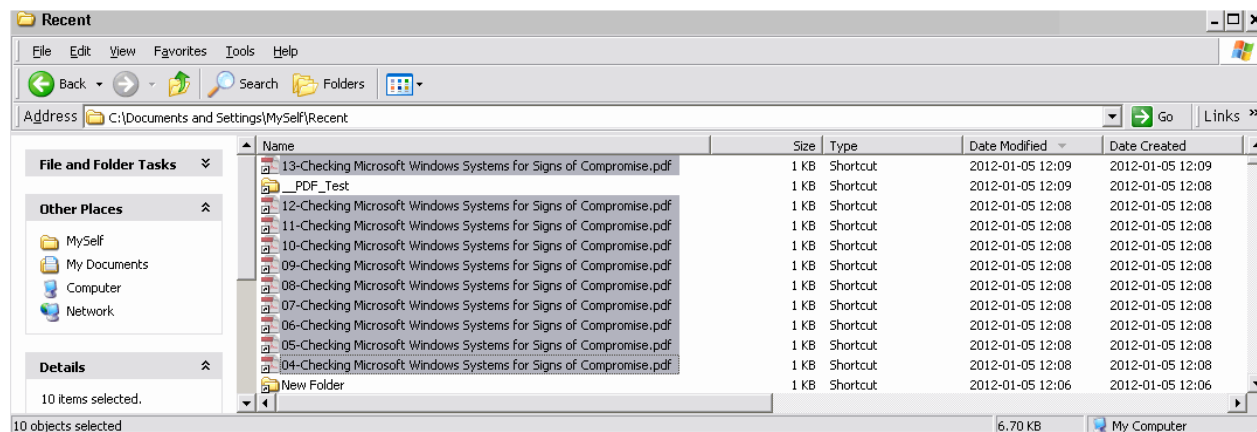 Recent
File Edit View Favorites Tools Help
Back Search Folders
Address C:\Documents and Settings\MySelf\Recent Go Links »
File and Folder Tasks
Other Places
MySelf
My Documents
Computer
Network
Details
10 items selected.
Name Size Type Date Modified Date Created
13-Checking Microsoft Windows Systems for Signs of Compromise.pdf 1 KB Shortcut 2012-01-05 12:09 2012-01-05 12:09
__PDF_Test 1 KB Shortcut 2012-01-05 12:09 2012-01-05 12:08
12-Checking Microsoft Windows Systems for Signs of Compromise.pdf 1 KB Shortcut 2012-01-05 12:08 2012-01-05 12:08
11-Checking Microsoft Windows Systems for Signs of Compromise.pdf 1 KB Shortcut 2012-01-05 12:08 2012-01-05 12:08
10-Checking Microsoft Windows Systems for Signs of Compromise.pdf 1 KB Shortcut 2012-01-05 12:08 2012-01-05 12:08
09-Checking Microsoft Windows Systems for Signs of Compromise.pdf 1 KB Shortcut 2012-01-05 12:08 2012-01-05 12:08
08-Checking Microsoft Windows Systems for Signs of Compromise.pdf 1 KB Shortcut 2012-01-05 12:08 2012-01-05 12:08
07-Checking Microsoft Windows Systems for Signs of Compromise.pdf 1 KB Shortcut 2012-01-05 12:08 2012-01-05 12:08
06-Checking Microsoft Windows Systems for Signs of Compromise.pdf 1 KB Shortcut 2012-01-05 12:08 2012-01-05 12:08
05-Checking Microsoft Windows Systems for Signs of Compromise.pdf 1 KB Shortcut 2012-01-05 12:08 2012-01-05 12:08
04-Checking Microsoft Windows Systems for Signs of Compromise.pdf 1 KB Shortcut 2012-01-05 12:08 2012-01-05 12:08
New Folder 1 KB Shortcut 2012-01-05 12:06 2012-01-05 12:06
10 objects selected 6.70 KB My Computer